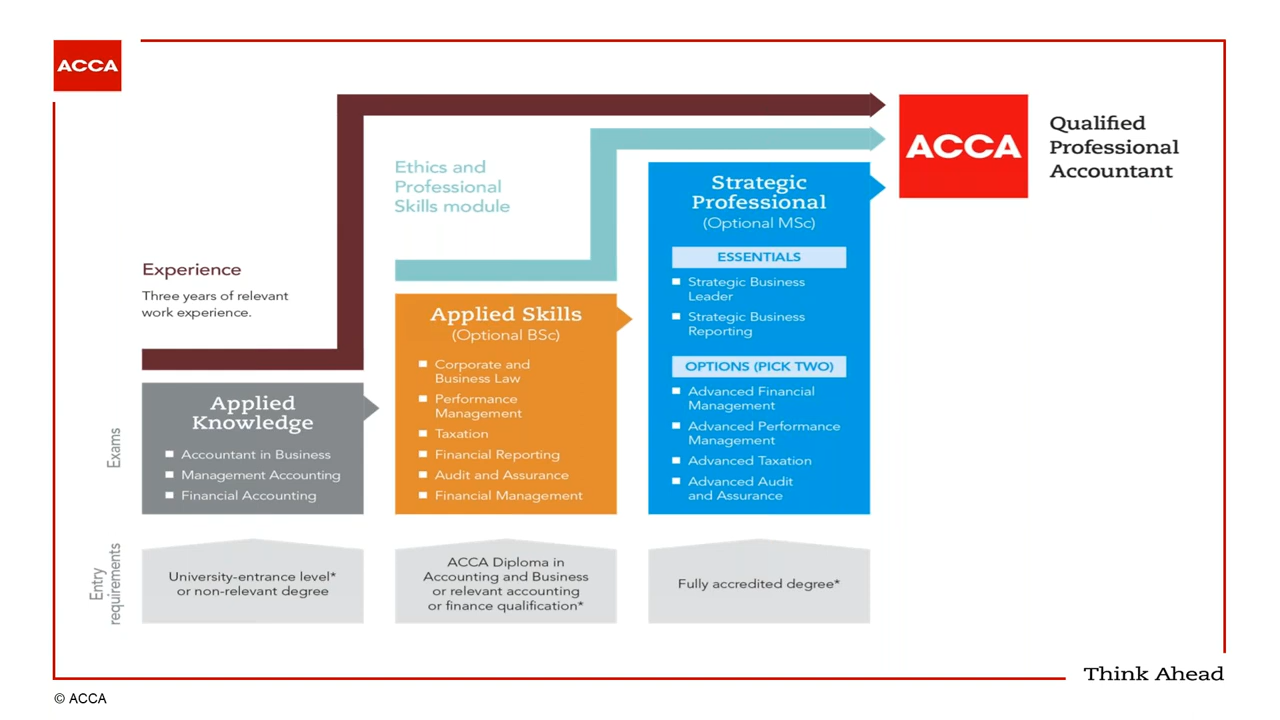 ACCA
ACCA
Qualified
Professional
Accountant
Ethics and
Professional
Skills module
Experience
Three years of relevant
work experience.
Exams
Applied
Knowledge
Accountant in Business
Management Accounting
Financial Accounting
Applied Skills
(Optional BSc)
Corporate and
Business Law
Performance
Management
Taxation
Financial Reporting
Audit and Assurance
Financial Management
Strategic
Professional
(Optional MSc)
ESSENTIALS
Strategic Business
Leader
Strategic Business
Reporting
OPTIONS (PICK TWO)
Advanced Financial
Management
Advanced Performance
Management
Advanced Taxation
Advanced Audit
and Assurance
Entry
requirements
University-entrance level*
or non-relevant degree
ACCA Diploma in
Accounting and Business
or relevant accounting
or finance qualification*
Fully accredited degree*
Think Ahead
© ACCA